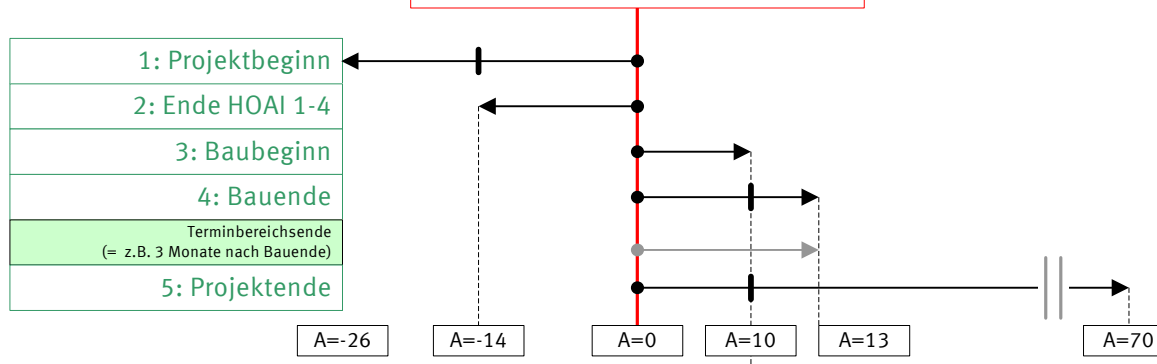 1: Projektbeginn
2: Ende HOAI 1-4
3: Baubeginn
4: Bauende
Terminbereichsende
(= z.B. 3 Monate nach Bauende)
5: Projektende
A=-26
A=-14
A=0
A=10
A=13
A=70